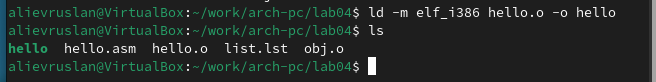 alievruslan@VirtualBox:~/work/arch-pc/lab04$ ld -m elf_i386 hello.o -o hello
alievruslan@VirtualBox:~/work/arch-pc/lab04$ ls
hello  hello.asm  hello.o  list.lst  obj.o
alievruslan@VirtualBox:~/work/arch-pc/lab04$